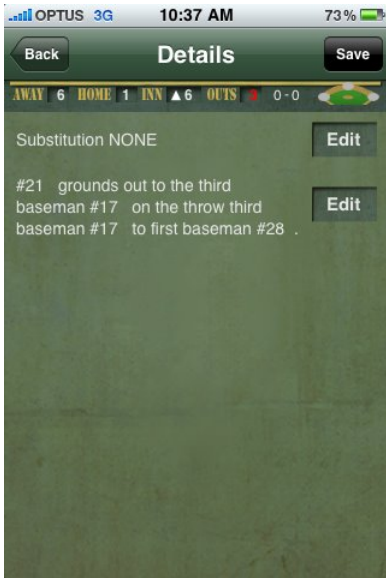 OPTUS 3G 10:37 AM 73%
Back Details Save
AWAY 6 HOME 1 INN ▲6 OUTS 0-0
Substitution NONE Edit
#21 grounds out to the third
baseman #17 on the throw third
baseman #17 to first baseman #28 .
Edit